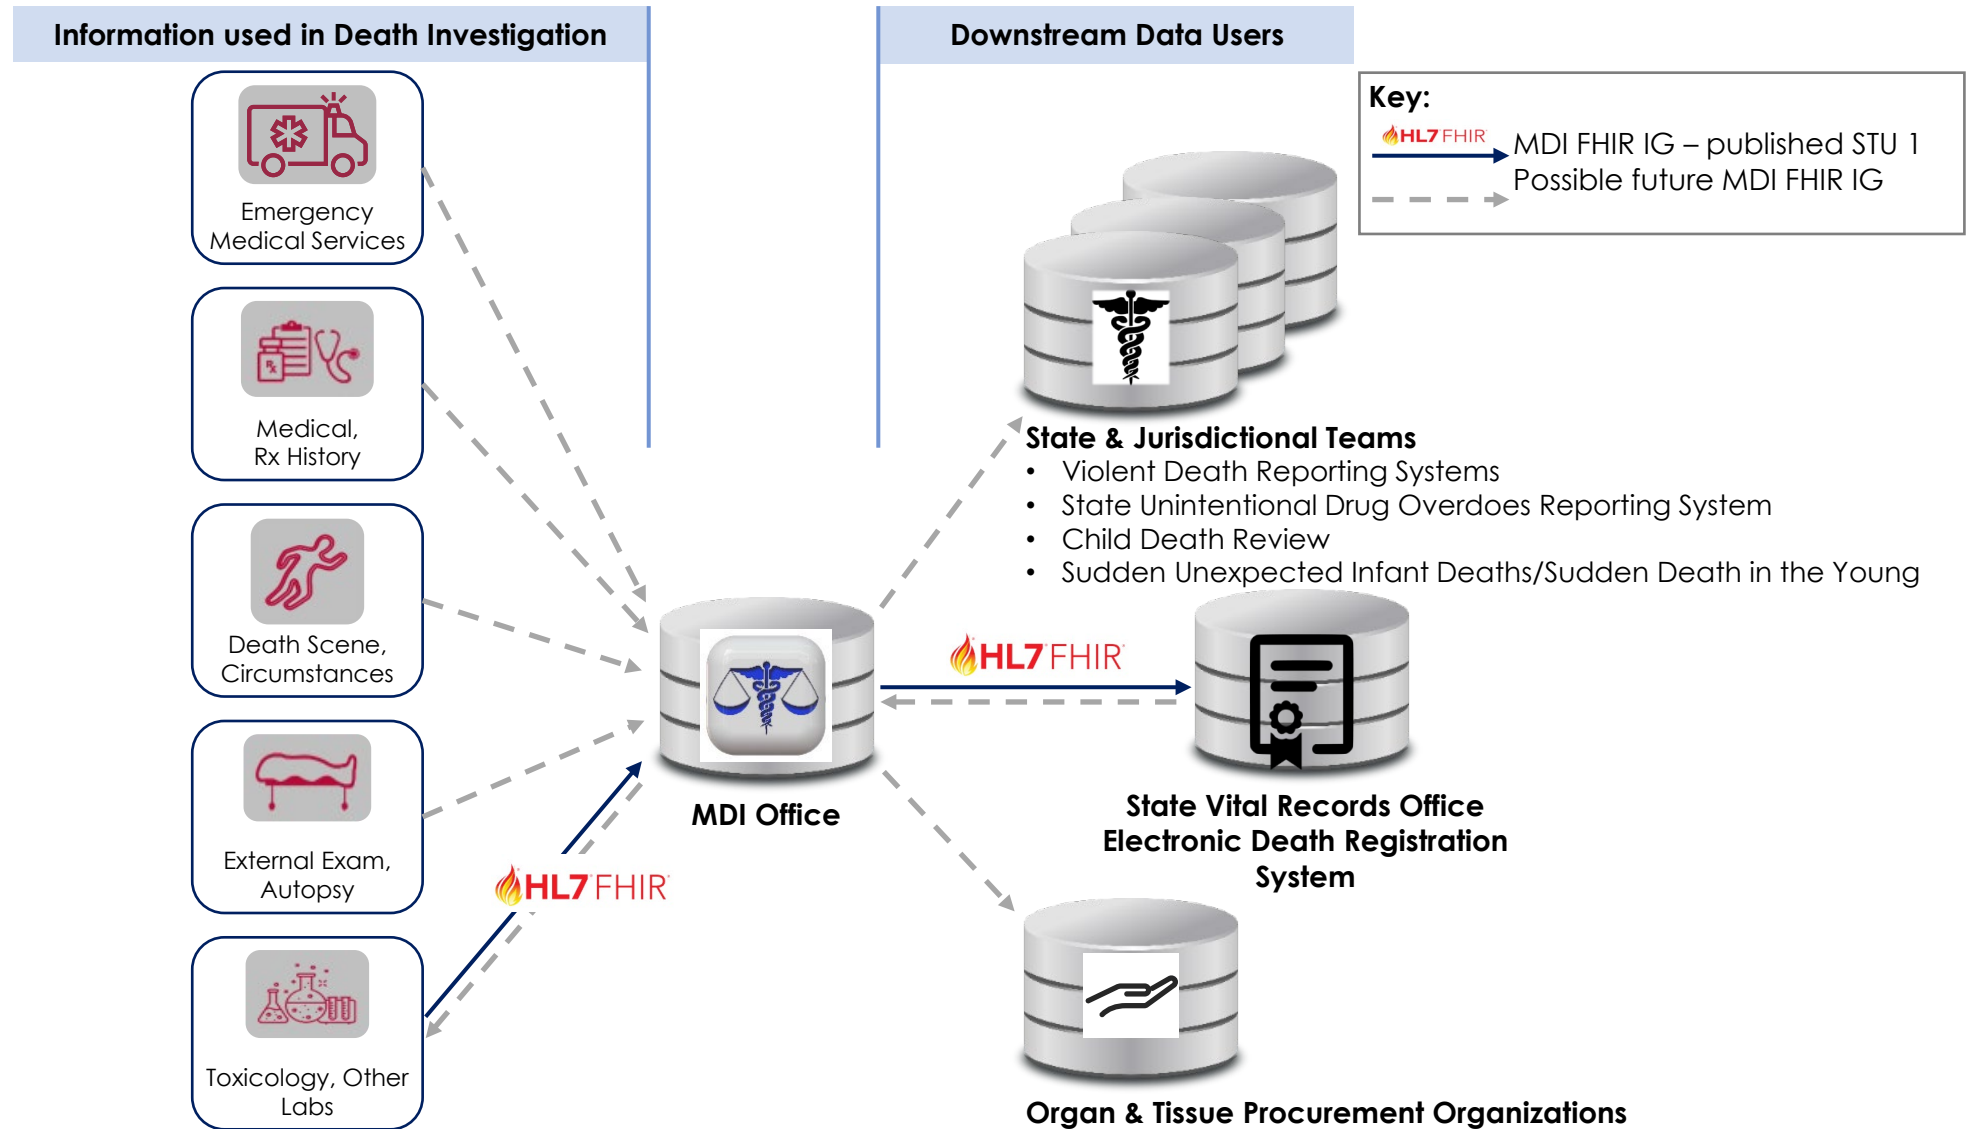 Information used in Death Investigation
Downstream Data Users
Key:
HL7 FHIR
MDI FHIR IG – published STU 1
Possible future MDI FHIR IG
Emergency
Medical Services
Rx
Medical,
Rx History
Death Scene,
Circumstances
External Exam,
Autopsy
Toxicology, Other
Labs
HL7 FHIR
MDI Office
State & Jurisdictional Teams
• Violent Death Reporting Systems
• State Unintentional Drug Overdoes Reporting System
• Child Death Review
• Sudden Unexpected Infant Deaths/Sudden Death in the Young
HL7 FHIR
State Vital Records Office
Electronic Death Registration
System
Organ & Tissue Procurement Organizations